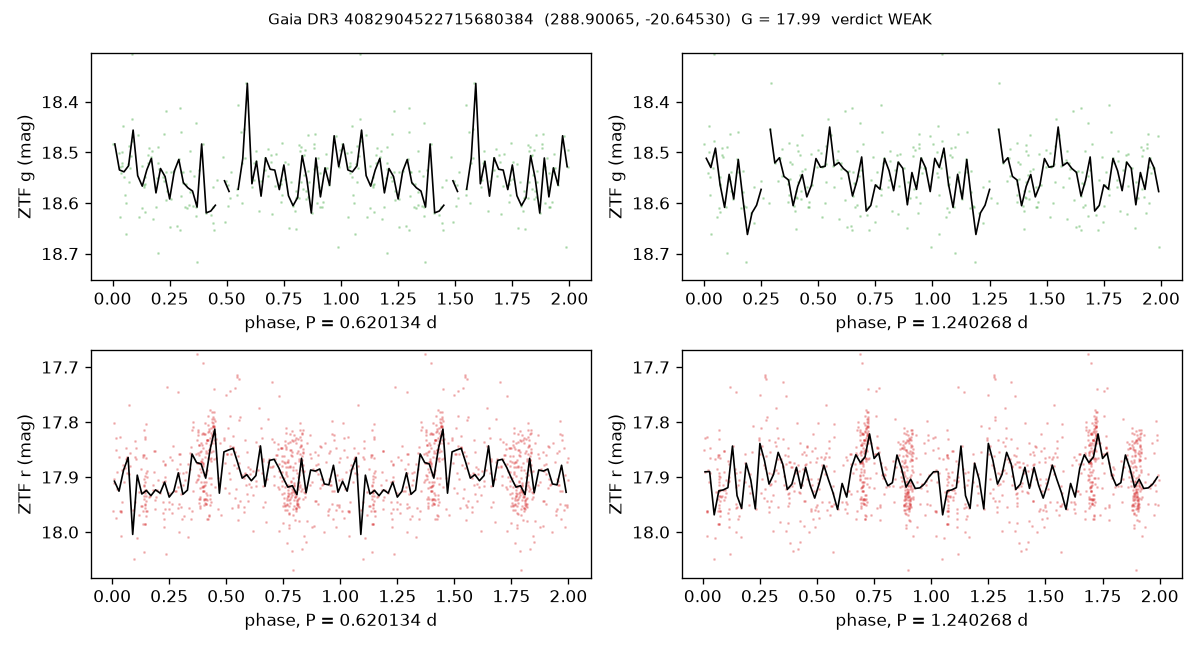 Gaia DR3 4082904522715680384 (288.90065, -20.64530) G = 17.99 verdict WEAK
ZTF g (mag)
18.4
18.5
18.6
18.7
0.00 0.25 0.50 0.75 1.00 1.25 1.50 1.75 2.00
phase, P = 0.620134 d
ZTF g (mag)
18.4
18.5
18.6
18.7
0.00 0.25 0.50 0.75 1.00 1.25 1.50 1.75 2.00
phase, P = 1.240268 d
ZTF r (mag)
17.7
17.8
17.9
18.0
0.00 0.25 0.50 0.75 1.00 1.25 1.50 1.75 2.00
phase, P = 0.620134 d
ZTF r (mag)
17.7
17.8
17.9
18.0
0.00 0.25 0.50 0.75 1.00 1.25 1.50 1.75 2.00
phase, P = 1.240268 d